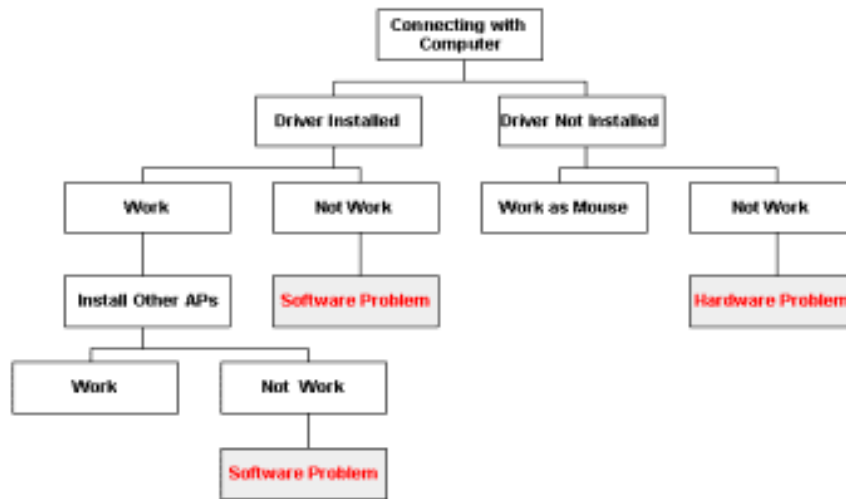 Connecting with
Computer
Driver Installed
Driver Not Installed
Work
Not Work
Work as Mouse
Not Work
Install Other APs
Software Problem
Hardware Problem
Work
Not Work
Software Problem